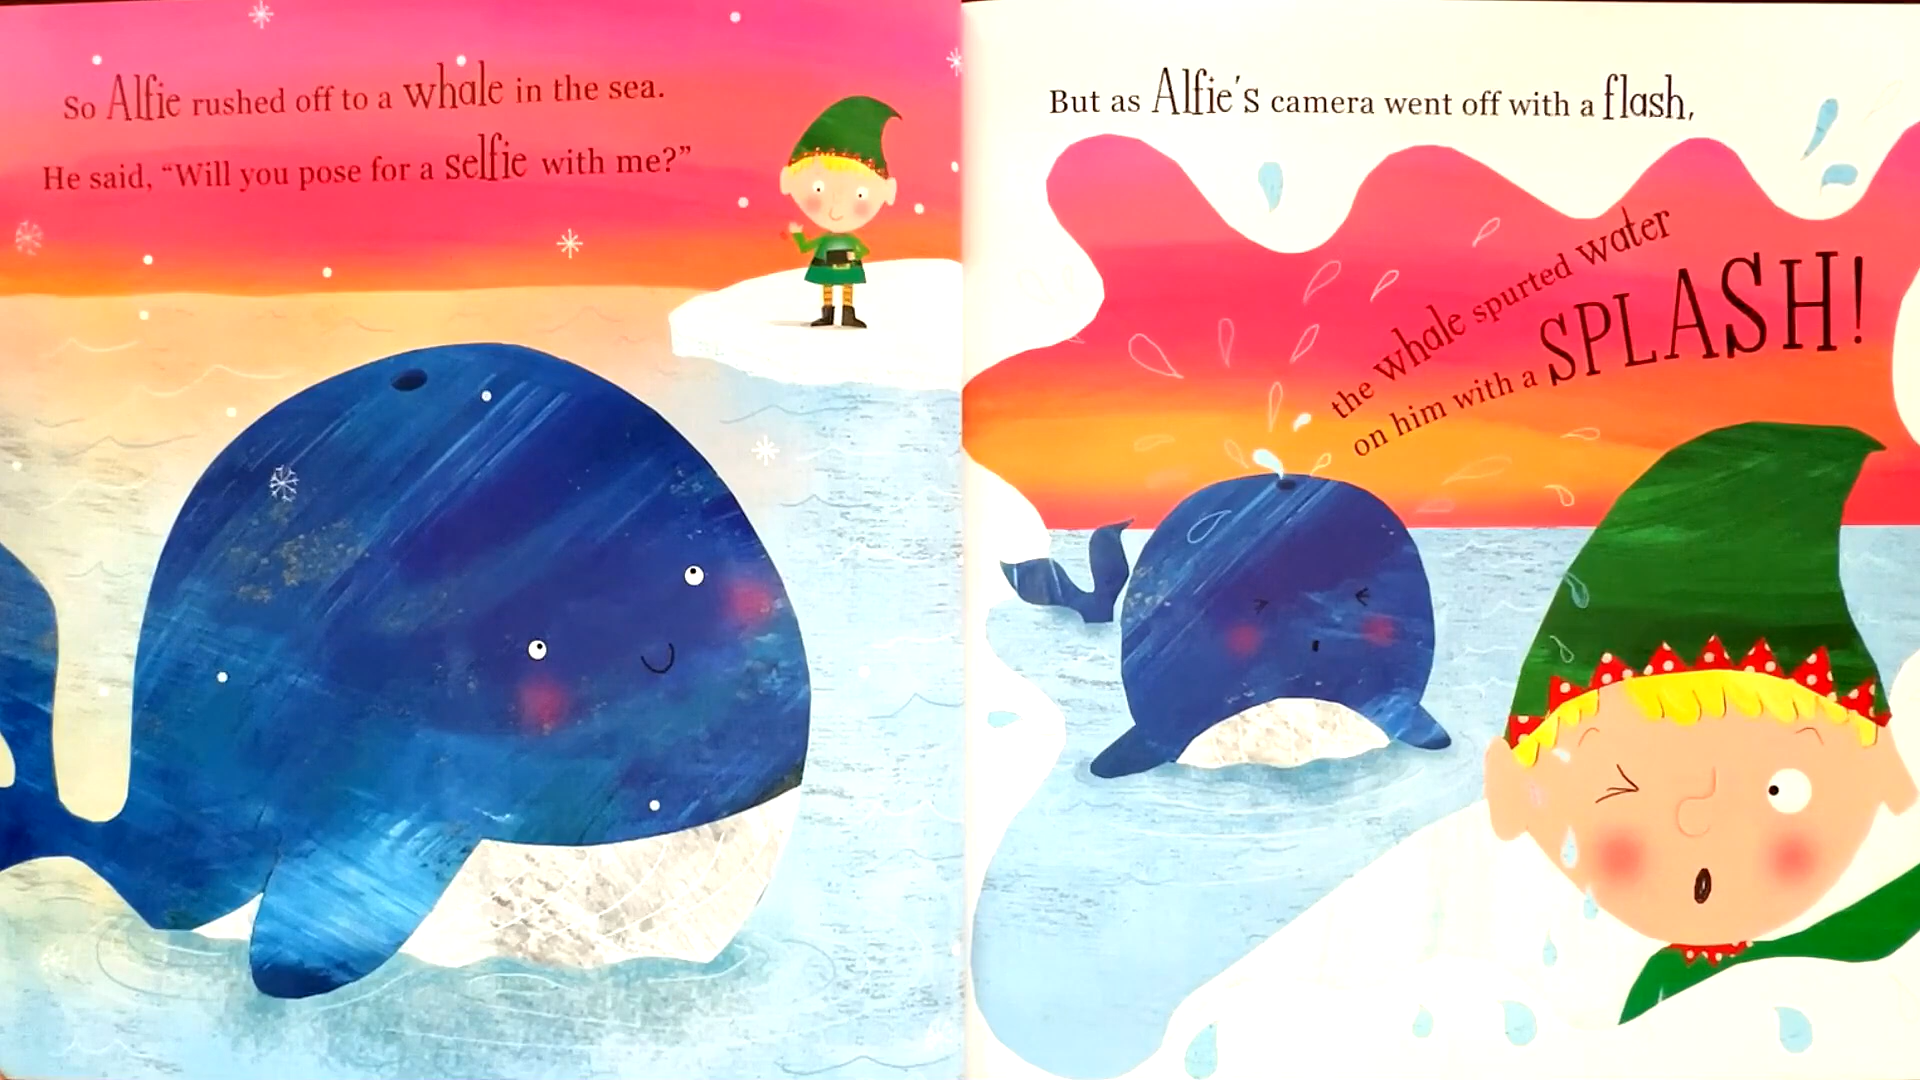 So Alfie rushed off to a whale in the sea.
He said, “Will you pose for a selfie with me?”
But as Alfie's camera went off with a flash,
the whale spurted water
on him with a SPLASH!